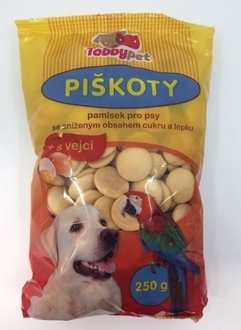 TobbyPet
PIŠKOTY
pamlsek pro psy
se sníženým obsahem cukru a lepku
s vejci
250 g